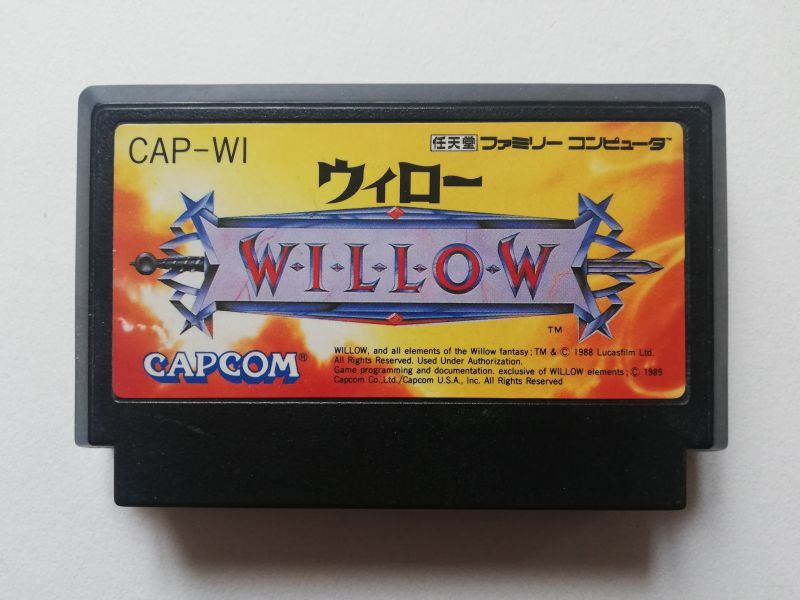 CAP-WI
任天堂 ファミリー コンピュータ™
ウィロー
W·I·L·L·O·W
TM
CAPCOM®
WILLOW, and all elements of the Willow fantasy; TM & © 1988 Lucasfilm Ltd.
All Rights Reserved. Used Under Authorization.
Game programming and documentation. exclusive of WILLOW elements; © 1989
Capcom Co.,Ltd./Capcom U.S.A., Inc. All Rights Reserved